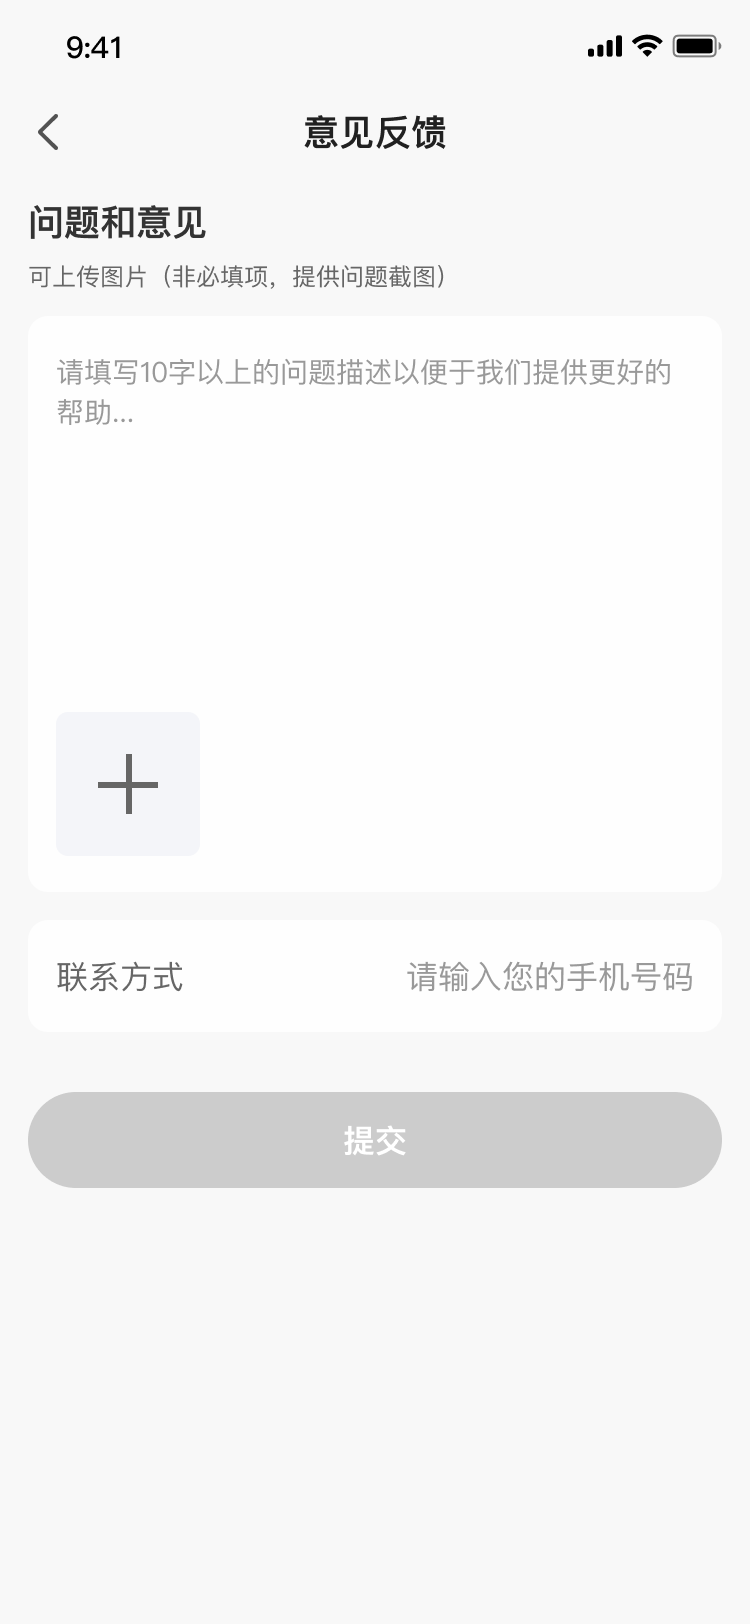 9:41
意见反馈
问题和意见
可上传图片（非必填项，提供问题截图）
请填写10字以上的问题描述以便于我们提供更好的
帮助...
联系方式 请输入您的手机号码
提交